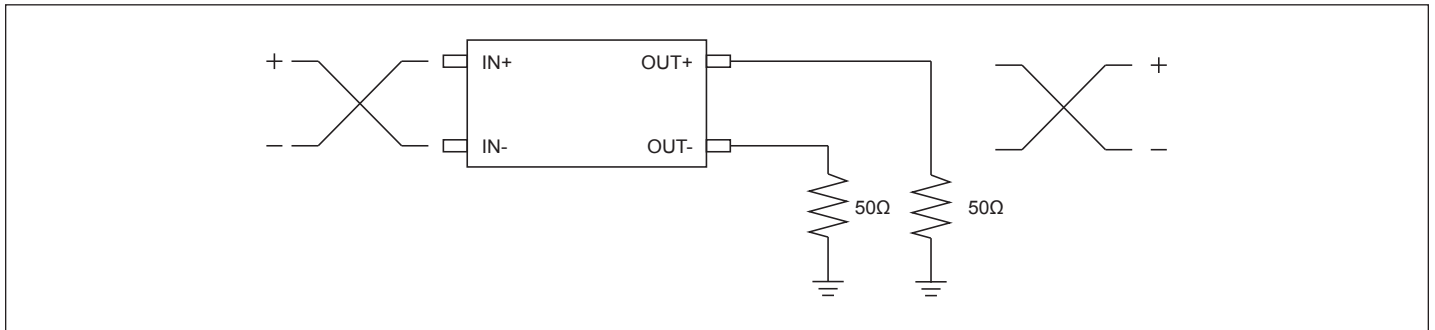 + IN+ OUT+ +
− IN- OUT- −
50Ω 50Ω